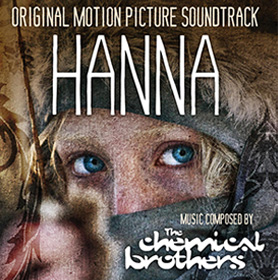 ORIGINAL MOTION PICTURE SOUNDTRACK
HANNA
MUSIC COMPOSED BY
The
chemical
brothers